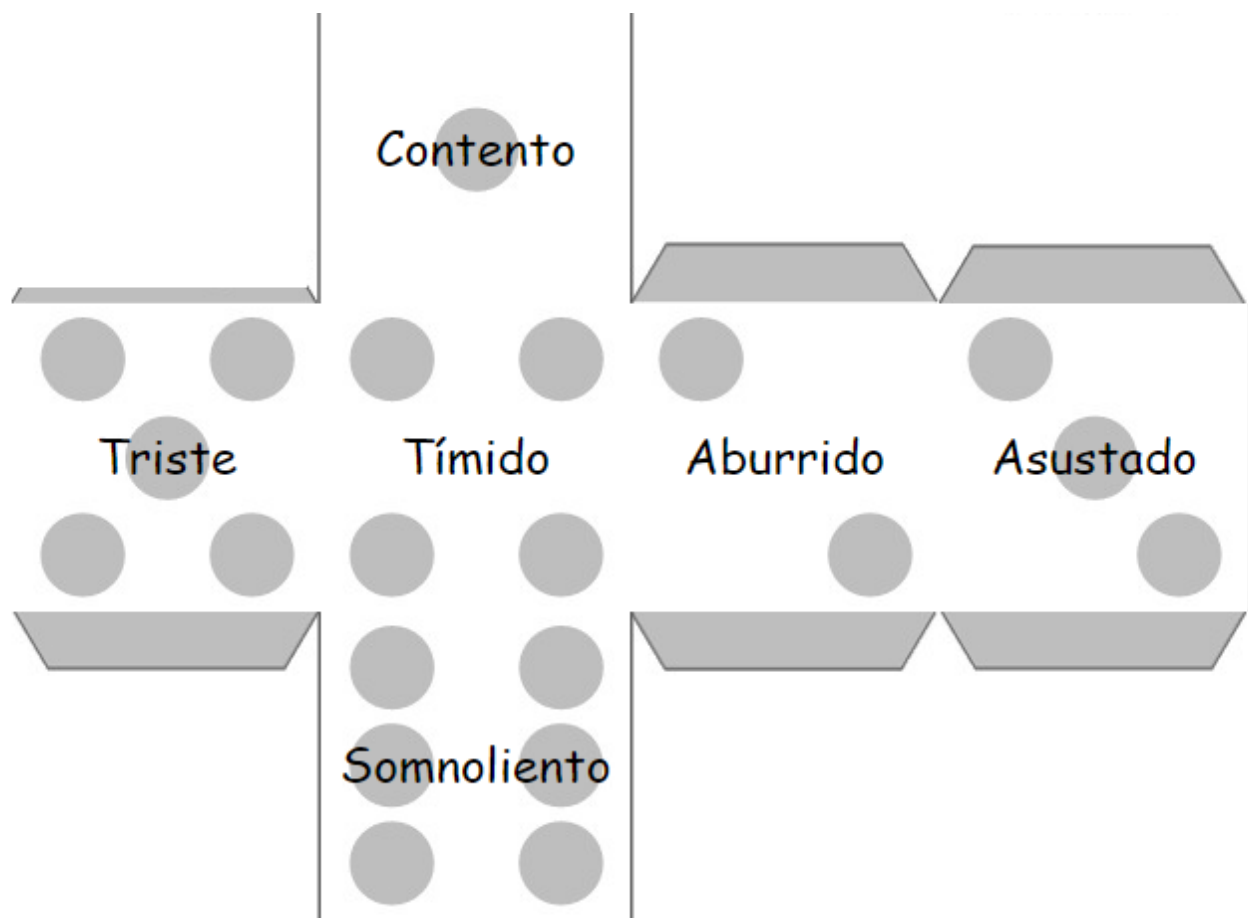 Contento
Triste
Tímido
Aburrido
Asustado
Somnoliento